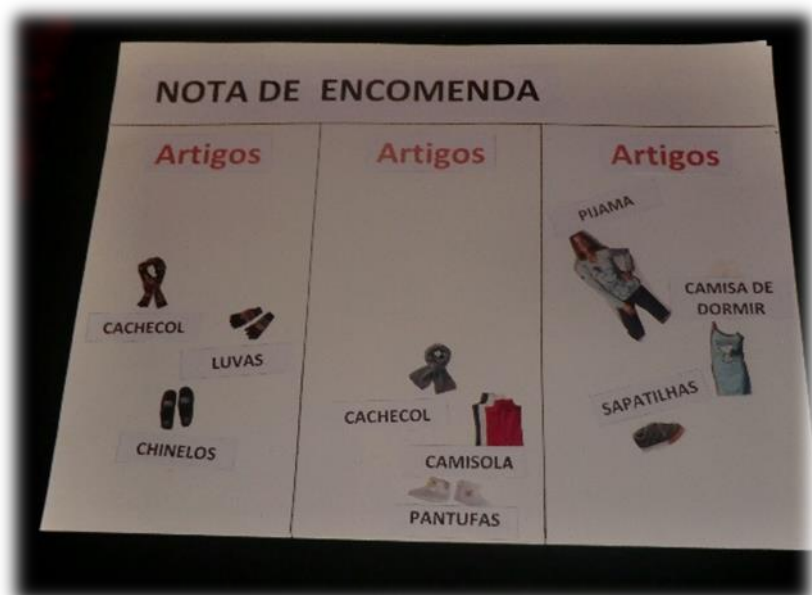 NOTA DE ENCOMENDA
Artigos
CACHECOL
LUVAS
CHINELOS
Artigos
CACHECOL
CAMISOLA
PANTUFAS
Artigos
PIJAMA
CAMISA DE
DORMIR
SAPATILHAS